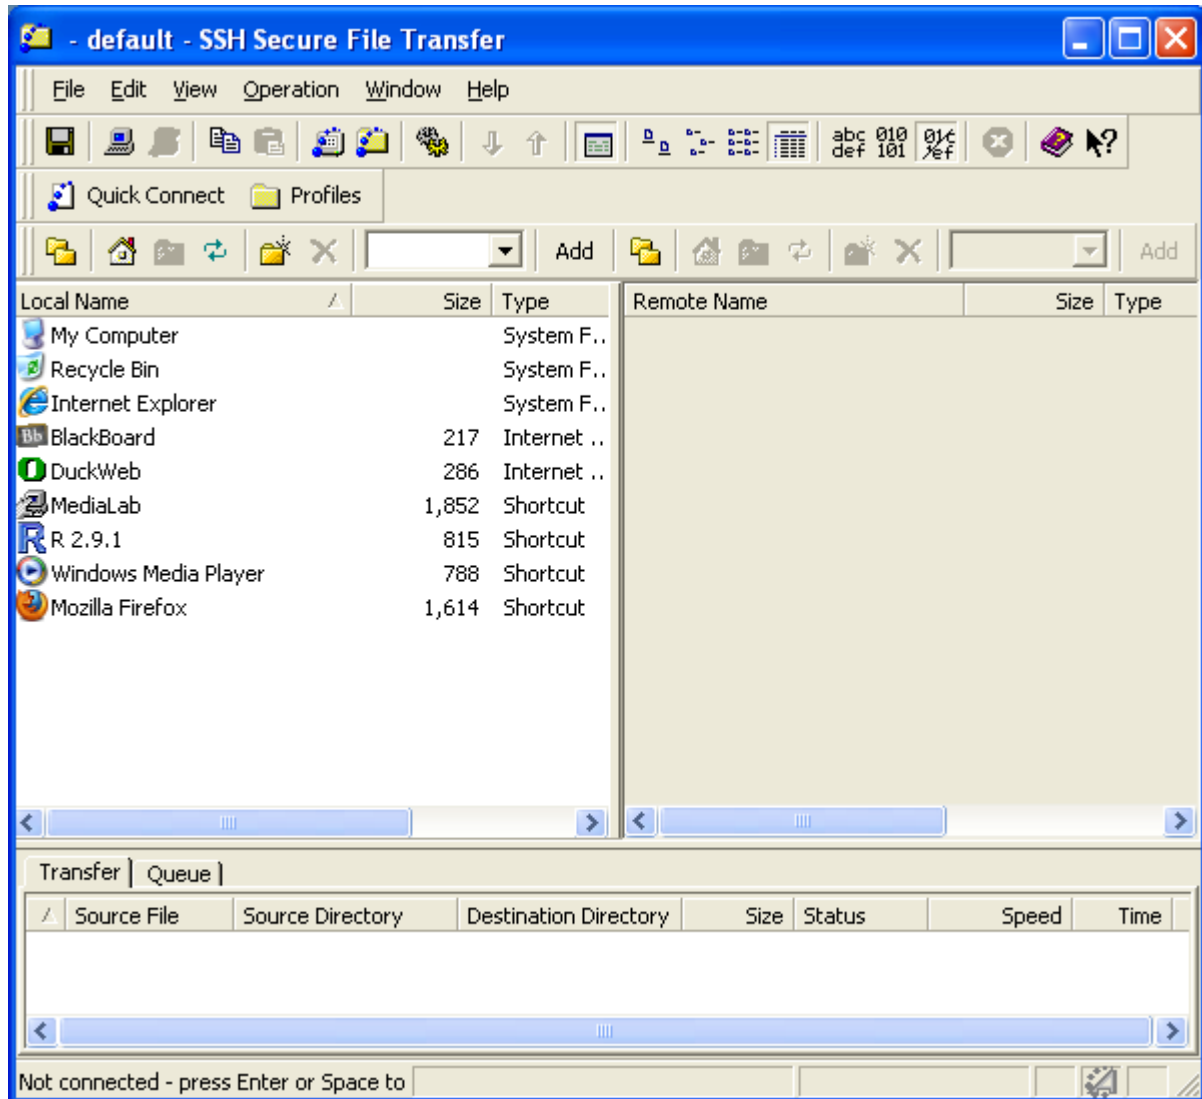 - default - SSH Secure File Transfer
File Edit View Operation Window Help
abc def 010 101
Quick Connect Profiles
Add Add
Local Name Size Type Remote Name Size Type
My Computer System F..
Recycle Bin System F..
Internet Explorer System F..
Bb BlackBoard 217 Internet ..
DuckWeb 286 Internet ..
MediaLab 1,852 Shortcut
R R 2.9.1 815 Shortcut
Windows Media Player 788 Shortcut
Mozilla Firefox 1,614 Shortcut
Transfer Queue
Source File Source Directory Destination Directory Size Status Speed Time
Not connected - press Enter or Space to